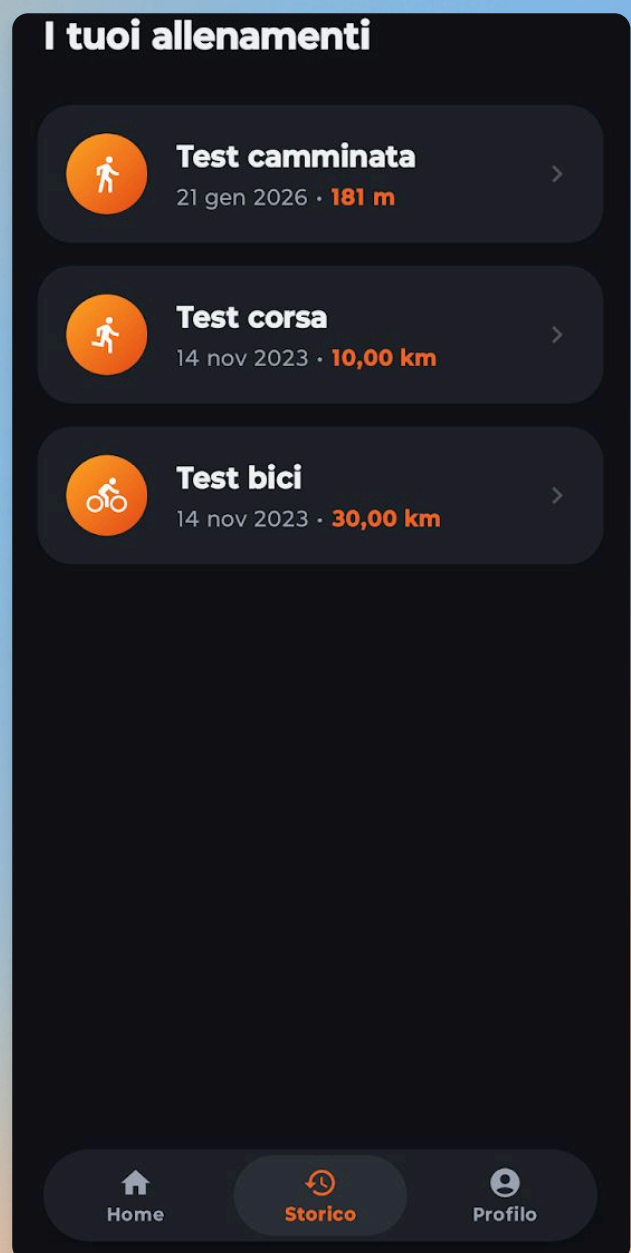 I tuoi allenamenti
Test camminata
21 gen 2026 • 181 m
Test corsa
14 nov 2023 • 10,00 km
Test bici
14 nov 2023 • 30,00 km
Home
Storico
Profilo